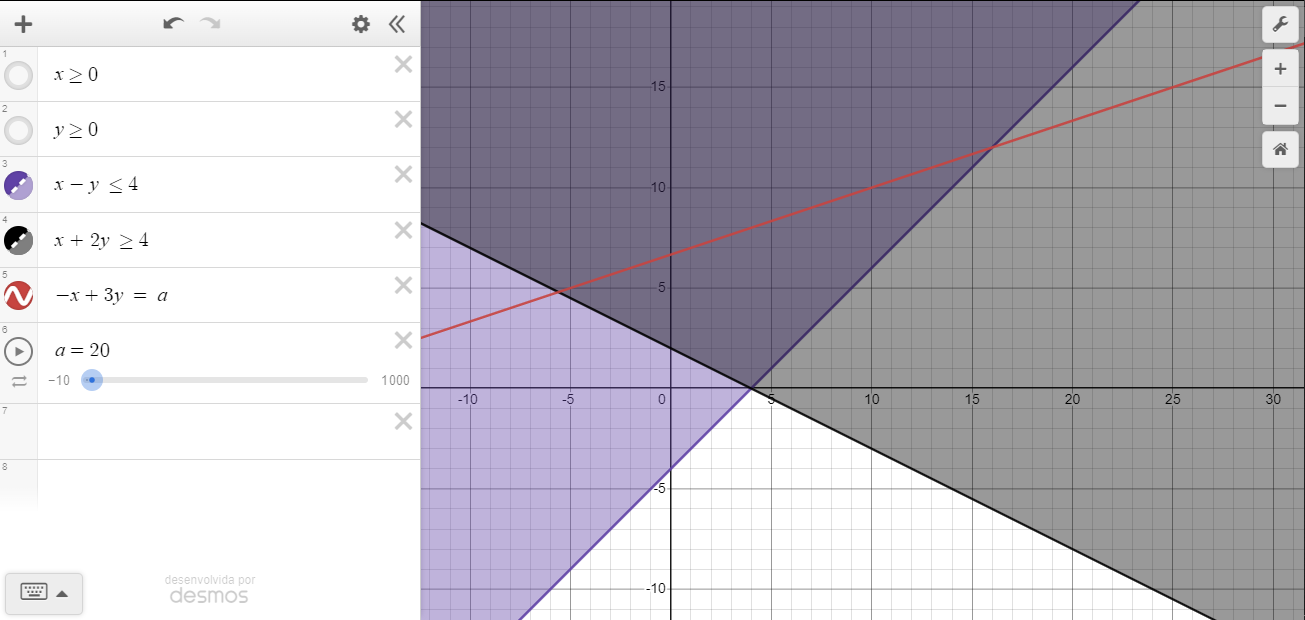 1
x ≥ 0
2
y ≥ 0
3
x − y ≤ 4
4
x + 2y ≥ 4
5
−x + 3y = a
6
a = 20
−10 1000
7
8
desenvolvida por
desmos
15
10
5
-10 -5 0 5 10 15 20 25 30
-5
-10